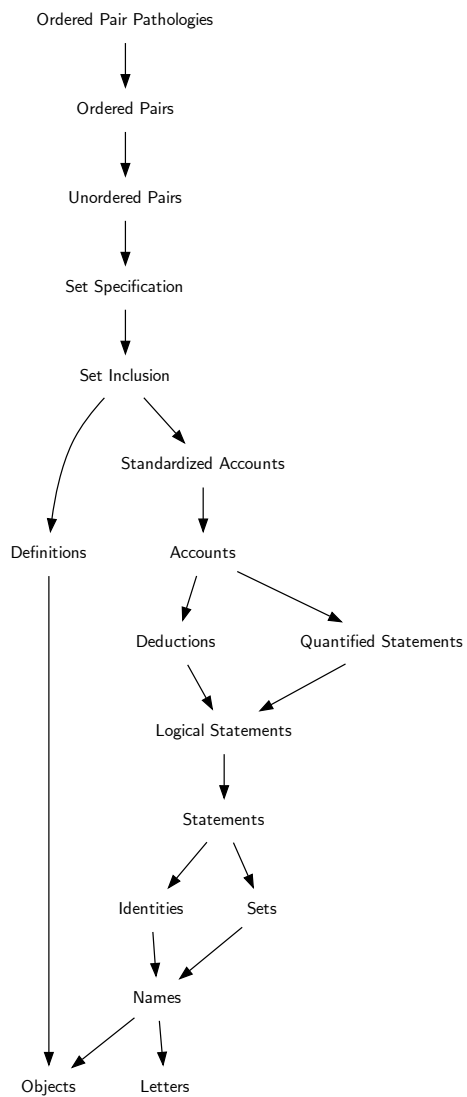 Ordered Pair Pathologies
Ordered Pairs
Unordered Pairs
Set Specification
Set Inclusion
Standardized Accounts
Definitions
Accounts
Deductions
Quantified Statements
Logical Statements
Statements
Identities
Sets
Names
Objects
Letters